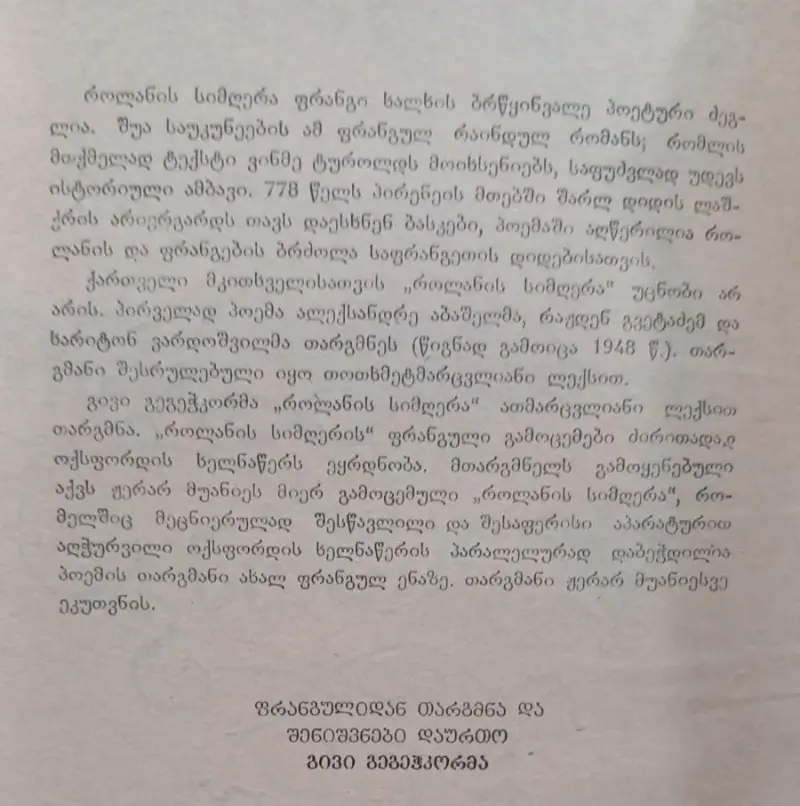 როლანის სიმღერა ფრანგი ხალხის ბრწყინვალე პოეტური ძეგ-
ლია. შუა საუკუნეების ამ ფრანგულ რაინდულ რომანს; რომლის
მთქმელად ტექსტი ვინმე ტუროლდს მოიხსენიებს, საფუძვლად უდევს
ისტორიული ამბავი. 778 წელს პირენეის მთებში შარლ დიდის ლაშ-
ქრის არიერგარდს თავს დაესხნენ ბასკები, პოემაში აღწერილია რო-
ლანის და ფრანგების ბრძოლა საფრანგეთის დიდებისათვის.
ქართველი მკითხველისათვის „როლანის სიმღერა“ უცნობი არ
არის. პირველად პოემა ალექსანდრე აბაშელმა, რაჟდენ გვეტაძემ და
ხარიტონ ვარდოშვილმა თარგმნეს (წიგნად გამოიცა 1948 წ.). თარ-
გმანი შესრულებული იყო თოთხმეტმარცვლიანი ლექსით.
გივი გეგეჭკორმა „როლანის სიმღერა“ ათმარცვლიანი ლექსით
თარგმნა. „როლანის სიმღერის“ ფრანგული გამოცემები ძირითადად
ოქსფორდის ხელნაწერს ეყრდნობა. მთარგმნელს გამოყენებული
აქვს ჟერარ მუანიეს მიერ გამოცემული „როლანის სიმღერა“, რო-
მელშიც მეცნიერულად შესწავლილი და შესაფერისი აპარატურით
აღჭურვილი ოქსფორდის ხელნაწერის პარალელურად დაბეჭდილია
პოემის თარგმანი ახალ ფრანგულ ენაზე. თარგმანი ჟერარ მუანიესვე
ეკუთვნის.
ფრანგულიდან თარგმნა და
შენიშვნები დაურთო
გივი გეგეჭკორმა